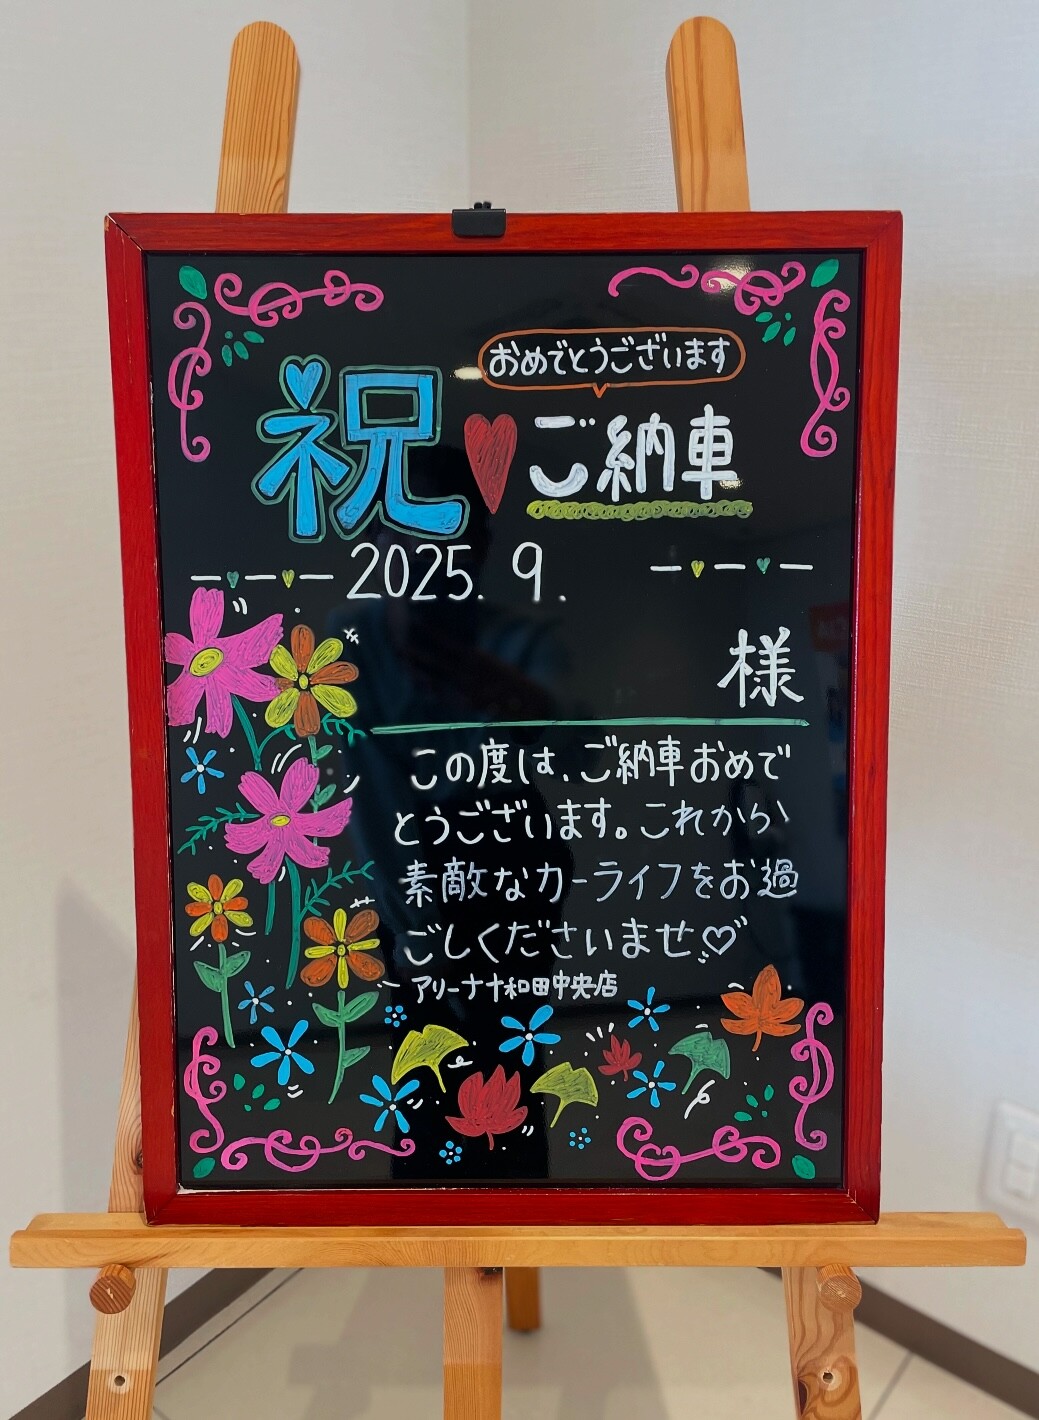 おめでとうございます
祝♥ご納車
2025. 9.
様
この度は、ご納車おめで
とうございます。これから
素敵なカーライフをお過
ごしくださいませ♡
アリーナ十和田中央店